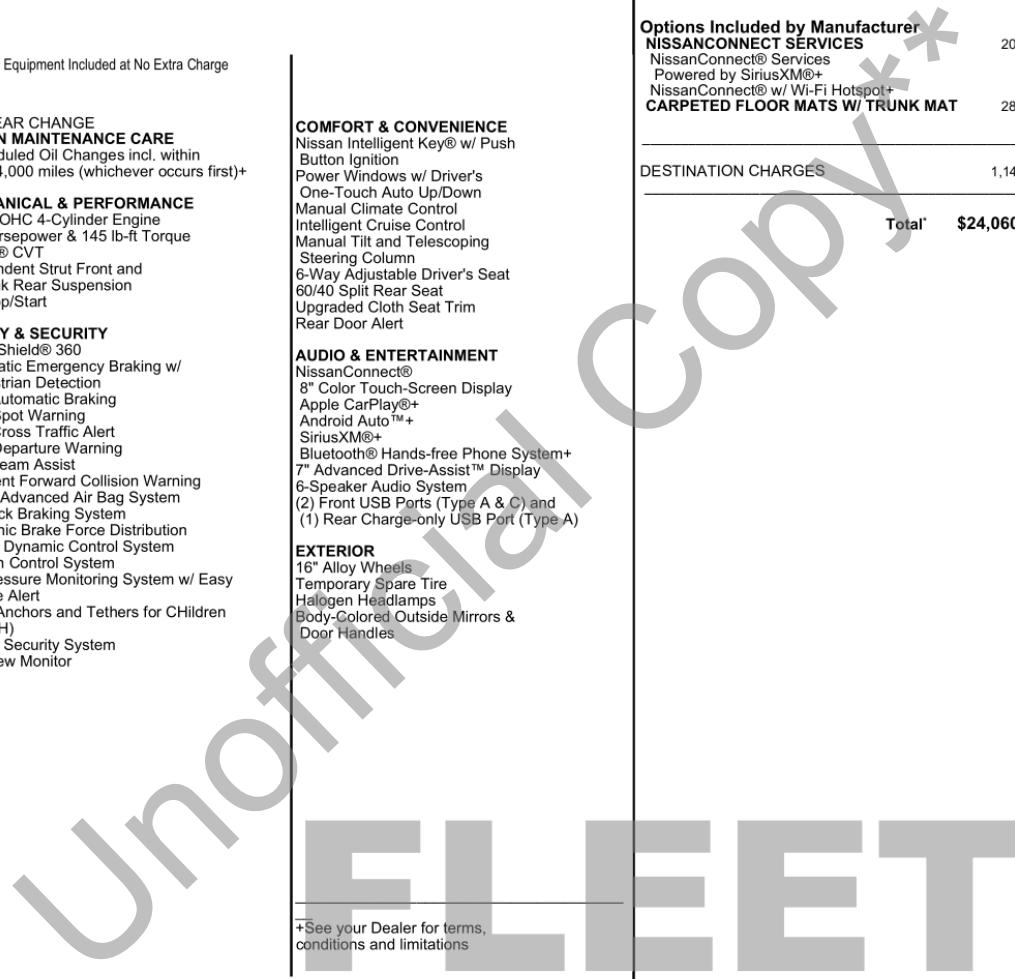 Equipment Included at No Extra Charge
EAR CHANGE
N MAINTENANCE CARE
duled Oil Changes incl. within
4,000 miles (whichever occurs first)+
ANICAL & PERFORMANCE
OHC 4-Cylinder Engine
rsepower & 145 lb-ft Torque
® CVT
ndent Strut Front and
k Rear Suspension
op/Start
Y & SECURITY
Shield® 360
atic Emergency Braking w/
strian Detection
utomatic Braking
pot Warning
ross Traffic Alert
Departure Warning
eam Assist
ent Forward Collision Warning
Advanced Air Bag System
ck Braking System
nic Brake Force Distribution
Dynamic Control System
n Control System
essure Monitoring System w/ Easy
e Alert
Anchors and Tethers for CHildren
H)
Security System
ew Monitor
COMFORT & CONVENIENCE
Nissan Intelligent Key® w/ Push
Button Ignition
Power Windows w/ Driver's
One-Touch Auto Up/Down
Manual Climate Control
Intelligent Cruise Control
Manual Tilt and Telescoping
Steering Column
6-Way Adjustable Driver's Seat
60/40 Split Rear Seat
Upgraded Cloth Seat Trim
Rear Door Alert
AUDIO & ENTERTAINMENT
NissanConnect®
8" Color Touch-Screen Display
Apple CarPlay®+
Android Auto™+
SiriusXM®+
Bluetooth® Hands-free Phone System+
7" Advanced Drive-Assist™ Display
6-Speaker Audio System
(2) Front USB Ports (Type A & C) and
(1) Rear Charge-only USB Port (Type A)
EXTERIOR
16" Alloy Wheels
Temporary Spare Tire
Halogen Headlamps
Body-Colored Outside Mirrors &
Door Handles
+See your Dealer for terms,
conditions and limitations
Options Included by Manufacturer
NISSANCONNECT SERVICES 20
NissanConnect® Services
Powered by SiriusXM®+
NissanConnect® w/ Wi-Fi Hotspot+
CARPETED FLOOR MATS W/ TRUNK MAT 28
DESTINATION CHARGES 1,14
Total* $24,060
Unofficial Copy**
FLEET